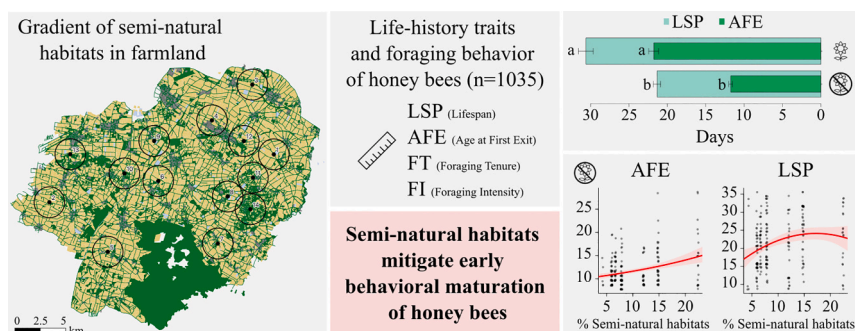 Gradient of semi-natural
habitats in farmland
0 2.5 5 km
Life-history traits
and foraging behavior
of honey bees (n=1035)
LSP (Lifespan)
AFE (Age at First Exit)
FT (Foraging Tenure)
FI (Foraging Intensity)
Semi-natural habitats
mitigate early
behavioral maturation
of honey bees
LSP AFE
a a
b b
30 25 20 15 10 5 0
Days
AFE
25
20
15
10
5 10 15 20
% Semi-natural habitats
LSP
35
30
25
20
15
10
5 10 15 20
% Semi-natural habitats